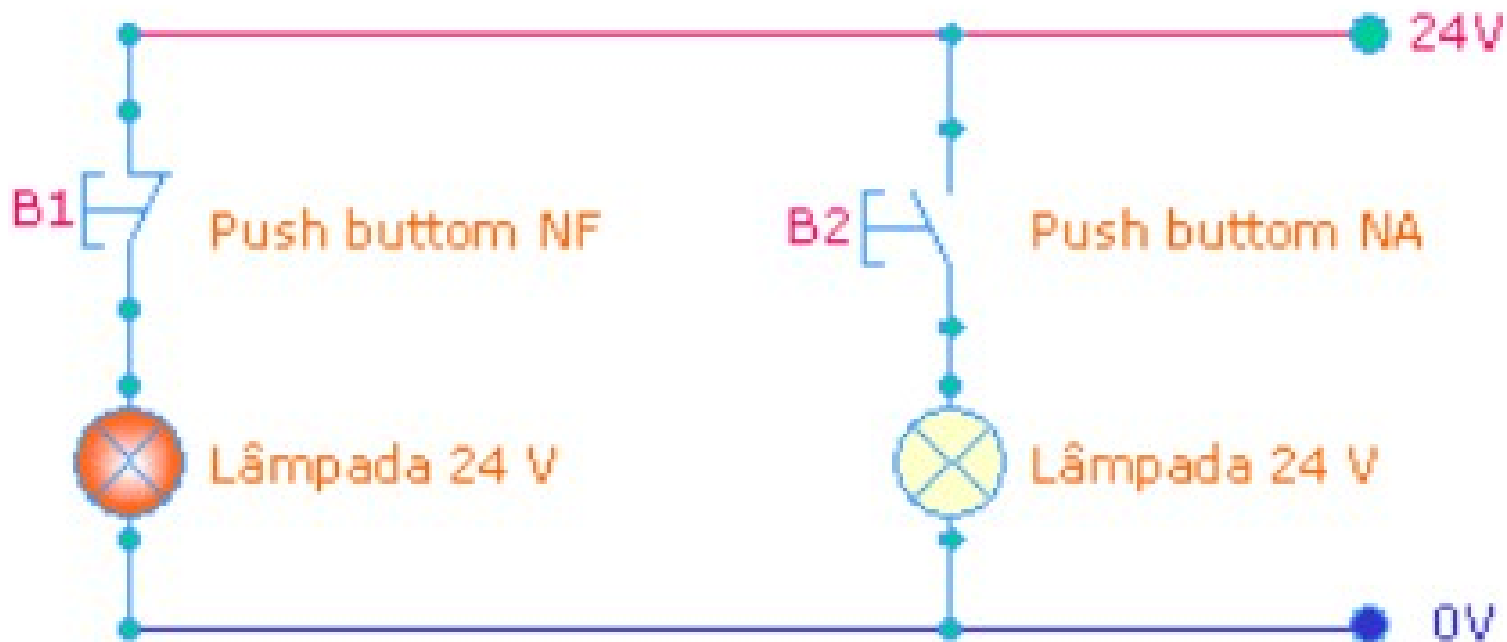 24V
B1
Push buttom NF
B2
Push buttom NA
Lâmpada 24 V
Lâmpada 24 V
0V